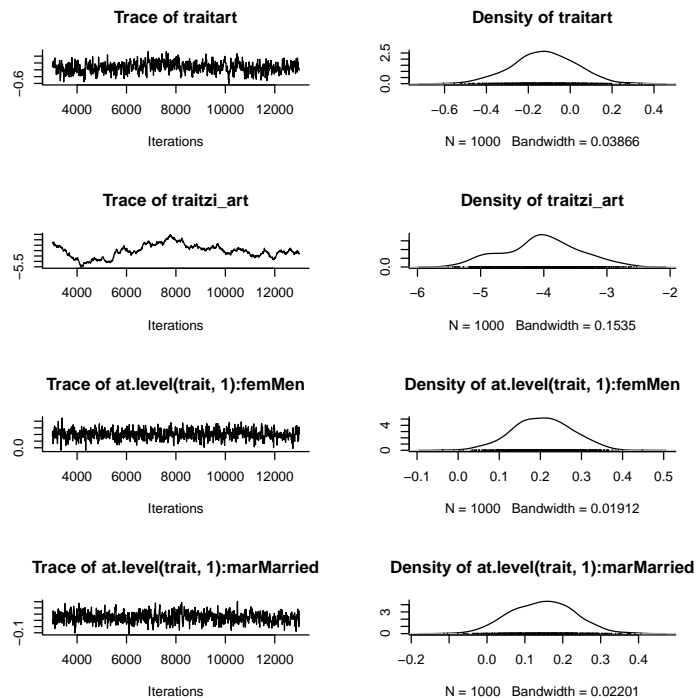 Trace of traitart
−0.6
4000 6000 8000 10000 12000
Iterations
Density of traitart
0.0 2.5
−0.6 −0.4 −0.2 0.0 0.2 0.4
N = 1000 Bandwidth = 0.03866
Trace of traitzi_art
−5.5
4000 6000 8000 10000 12000
Iterations
Density of traitzi_art
0.0
−6 −5 −4 −3 −2
N = 1000 Bandwidth = 0.1535
Trace of at.level(trait, 1):femMen
0.0
4000 6000 8000 10000 12000
Iterations
Density of at.level(trait, 1):femMen
0 4
−0.1 0.0 0.1 0.2 0.3 0.4 0.5
N = 1000 Bandwidth = 0.01912
Trace of at.level(trait, 1):marMarried
−0.1
4000 6000 8000 10000 12000
Iterations
Density of at.level(trait, 1):marMarried
0 3
−0.2 0.0 0.1 0.2 0.3 0.4
N = 1000 Bandwidth = 0.02201